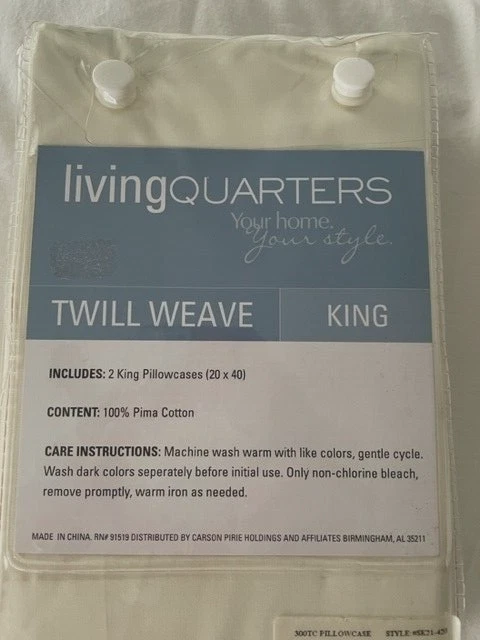 livingQUARTERS
Your home.
Your style.
TWILL WEAVE
KING
INCLUDES: 2 King Pillowcases (20 x 40)
CONTENT: 100% Pima Cotton
CARE INSTRUCTIONS: Machine wash warm with like colors, gentle cycle.
Wash dark colors seperately before initial use. Only non-chlorine bleach,
remove promptly, warm iron as needed.
MADE IN CHINA. RN# 91519 DISTRIBUTED BY CARSON PIRIE HOLDINGS AND AFFILIATES BIRMINGHAM, AL 35211
300TC PILLOWCASE STYLE: #SK21-420